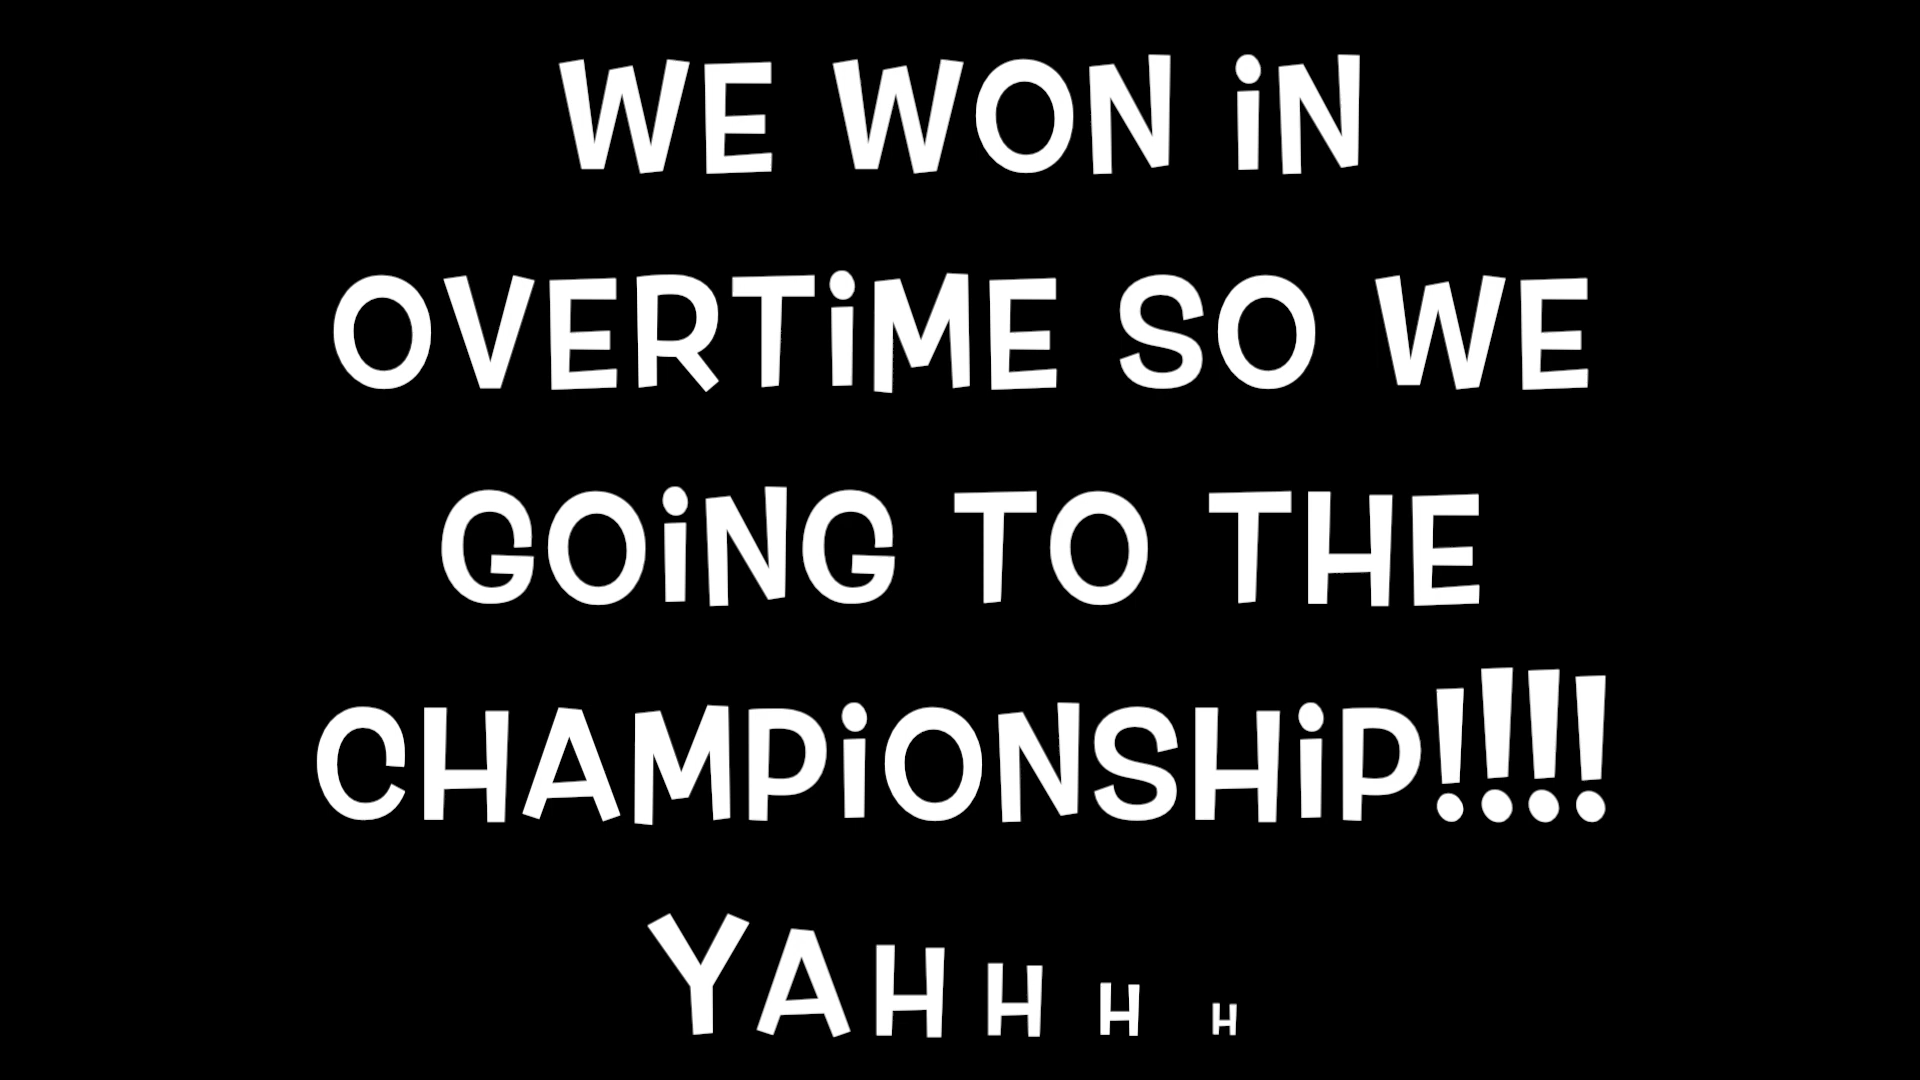 WE WON iN
OVERTiME SO WE
GOiNG TO THE
CHAMPiONSHiP!!!!
YAHHHH